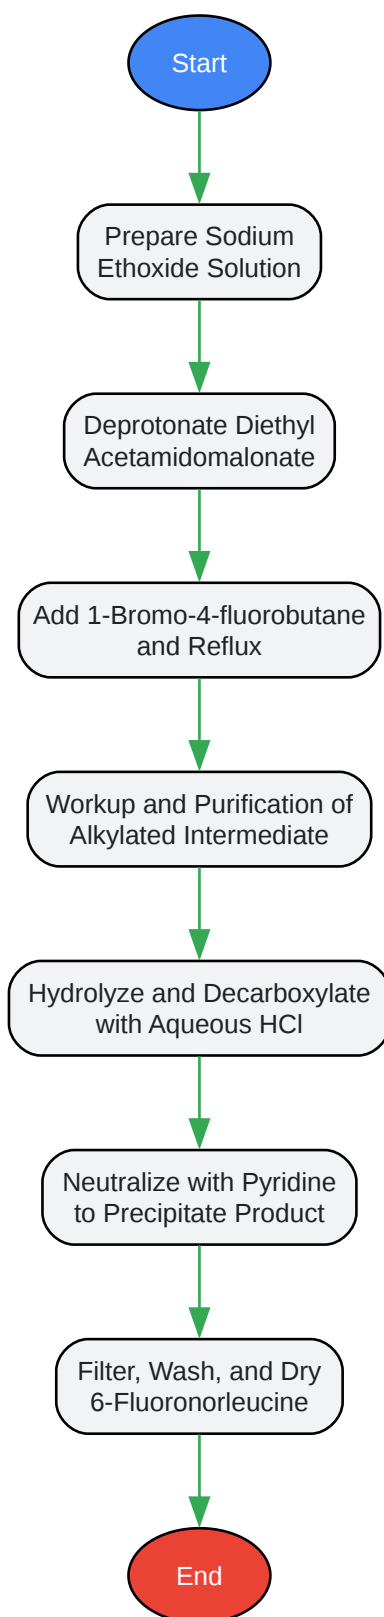 Start
Prepare Sodium
Ethoxide Solution
Deprotonate Diethyl
Acetamidomalonate
Add 1-Bromo-4-fluorobutane
and Reflux
Workup and Purification of
Alkylated Intermediate
Hydrolyze and Decarboxylate
with Aqueous HCl
Neutralize with Pyridine
to Precipitate Product
Filter, Wash, and Dry
6-Fluoronorleucine
End